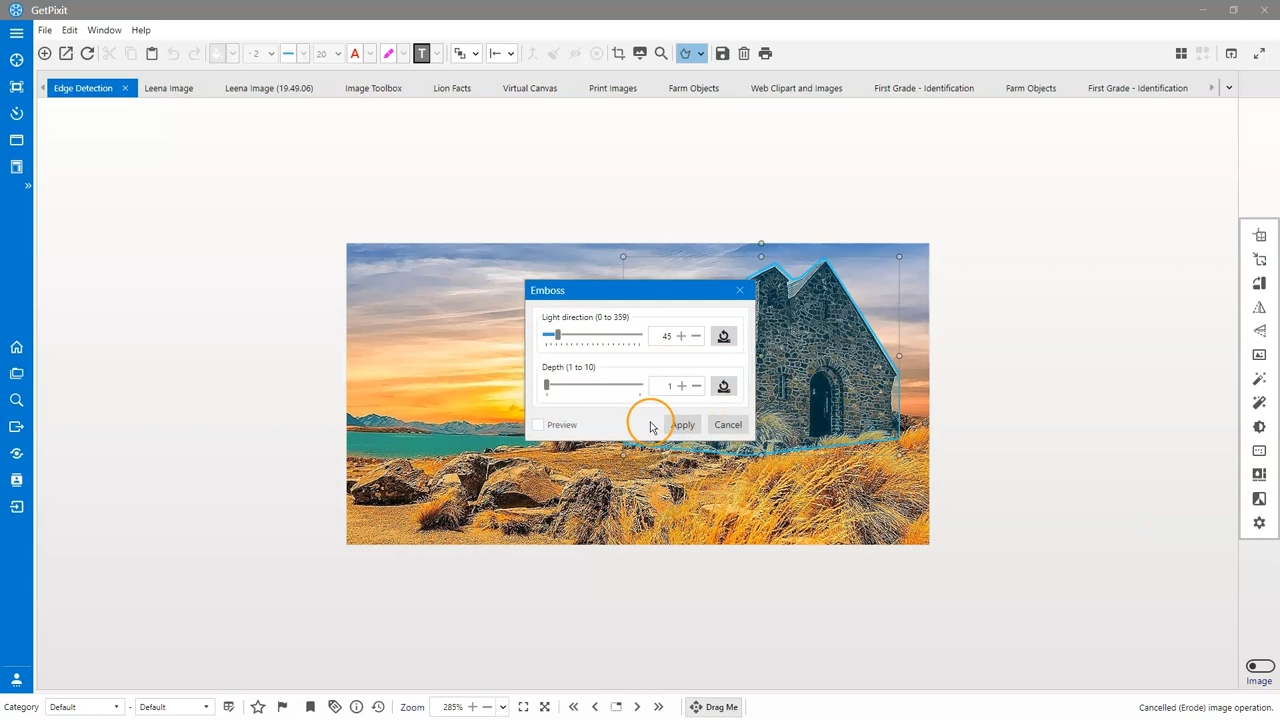 GetPixit
File Edit Window Help
2 20 A T
Edge Detection Leena Image Leena Image (19.49.06) Image Toolbox Lion Facts Virtual Canvas Print Images Farm Objects Web Clipart and Images First Grade - Identification Farm Objects First Grade - Identification
Emboss
Light direction (0 to 359)
45
Depth (1 to 10)
1
Preview Apply Cancel
Image
Category Default - Default Zoom 285% Drag Me Cancelled (Erode) image operation.